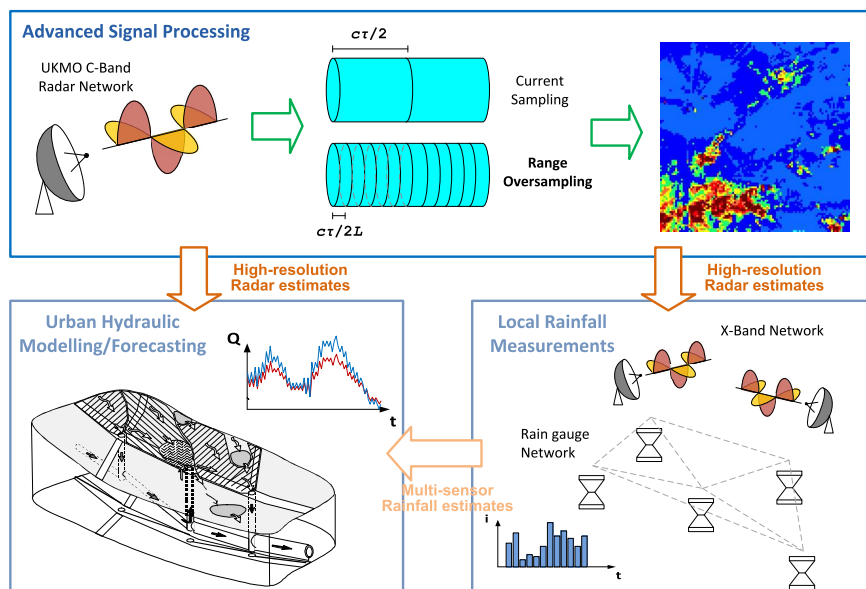 Advanced Signal Processing
UKMO C-Band
Radar Network
cτ/2
Current
Sampling
Range
Oversampling
cτ/2L
High-resolution
Radar estimates
High-resolution
Radar estimates
Urban Hydraulic
Modelling/Forecasting
Q
t
Local Rainfall
Measurements
X-Band Network
Rain gauge
Network
Multi-sensor
Rainfall estimates
i
t